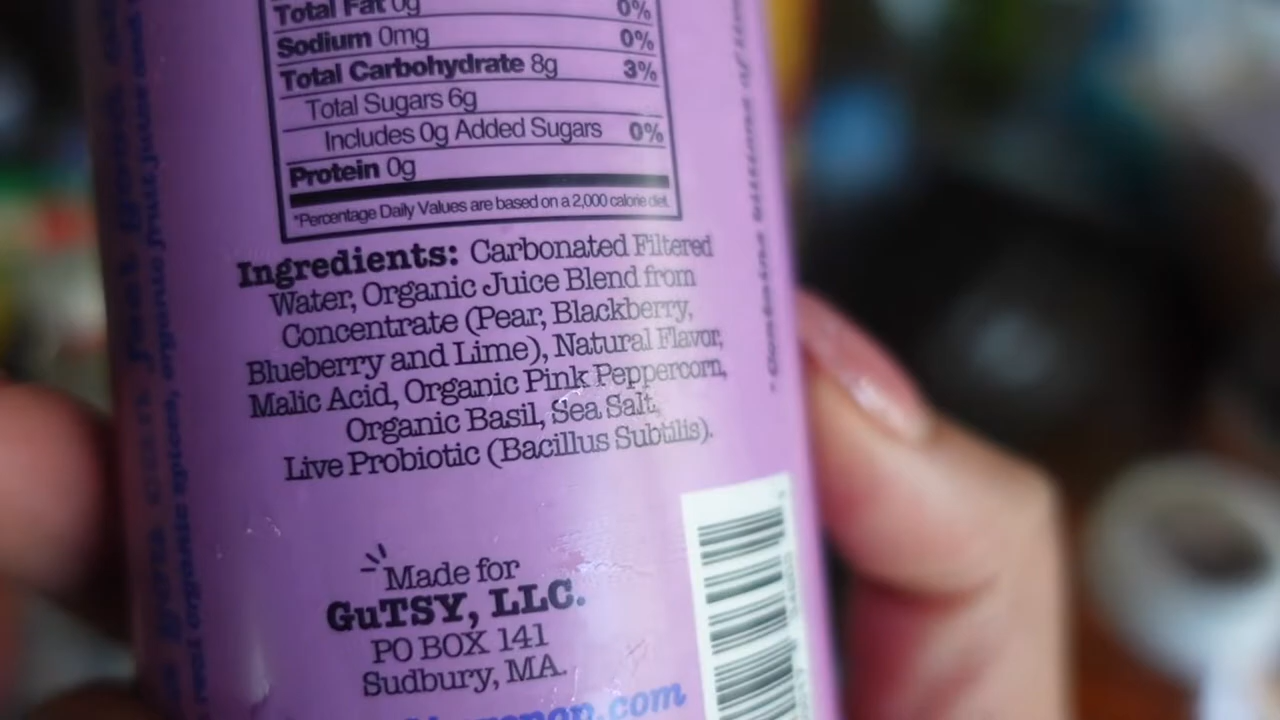 Total Fat 0g 0%
Sodium 0mg 0%
Total Carbohydrate 8g 3%
Total Sugars 6g
Includes 0g Added Sugars 0%
Protein 0g
*Percentage Daily Values are based on a 2,000 calorie diet.
Ingredients: Carbonated Filtered
Water, Organic Juice Blend from
Concentrate (Pear, Blackberry,
Blueberry and Lime), Natural Flavor,
Malic Acid, Organic Pink Peppercorn,
Organic Basil, Sea Salt,
Live Probiotic (Bacillus Subtilis).
Made for
GuTSY, LLC.
PO BOX 141
Sudbury, MA.